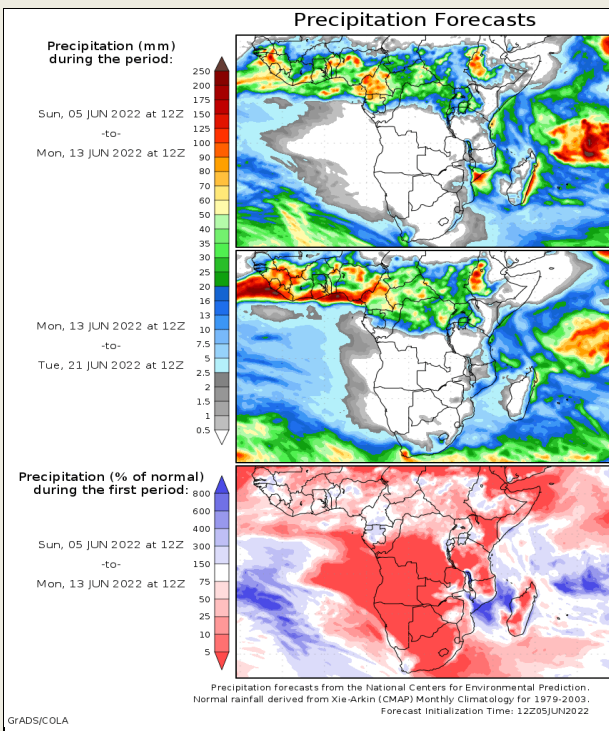 Precipitation Forecasts
Precipitation (mm)
during the period:
Sun, 05 JUN 2022 at 12Z
-to-
Mon, 13 JUN 2022 at 12Z
250
200
175
150
125
100
90
80
70
60
50
40
35
30
25
20
16
13
10
7.5
5
2.5
2
1.5
1
0.5
Mon, 13 JUN 2022 at 12Z
-to-
Tue, 21 JUN 2022 at 12Z
Precipitation (% of normal)
during the first period:
Sun, 05 JUN 2022 at 12Z
-to-
Mon, 13 JUN 2022 at 12Z
800
600
400
300
150
75
50
25
10
5
Precipitation forecasts from the National Centers for Environmental Prediction.
Normal rainfall derived from Xie-Arkin (CMAP) Monthly Climatology for 1979-2003.
Forecast Initialization Time: 12Z05JUN2022
GrADS/COLA